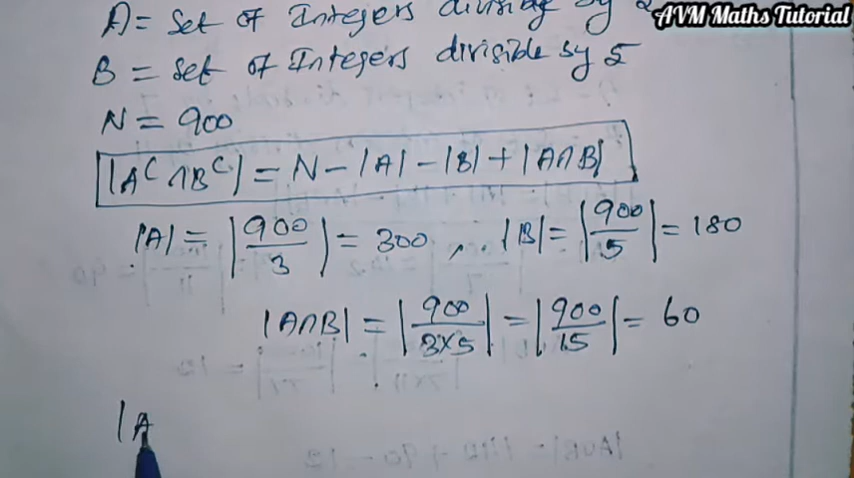 A = Set of Integers divisible by
AVM Maths Tutorial
B = Set of Integers divisible by 5
N = 900
|A^C ∩ B^C| = N - |A| - |B| + |A∩B|
|A| = |900/3| = 300 , |B| = |900/5| = 180
|A∩B| = |900/3×5| = |900/15| = 60
|A